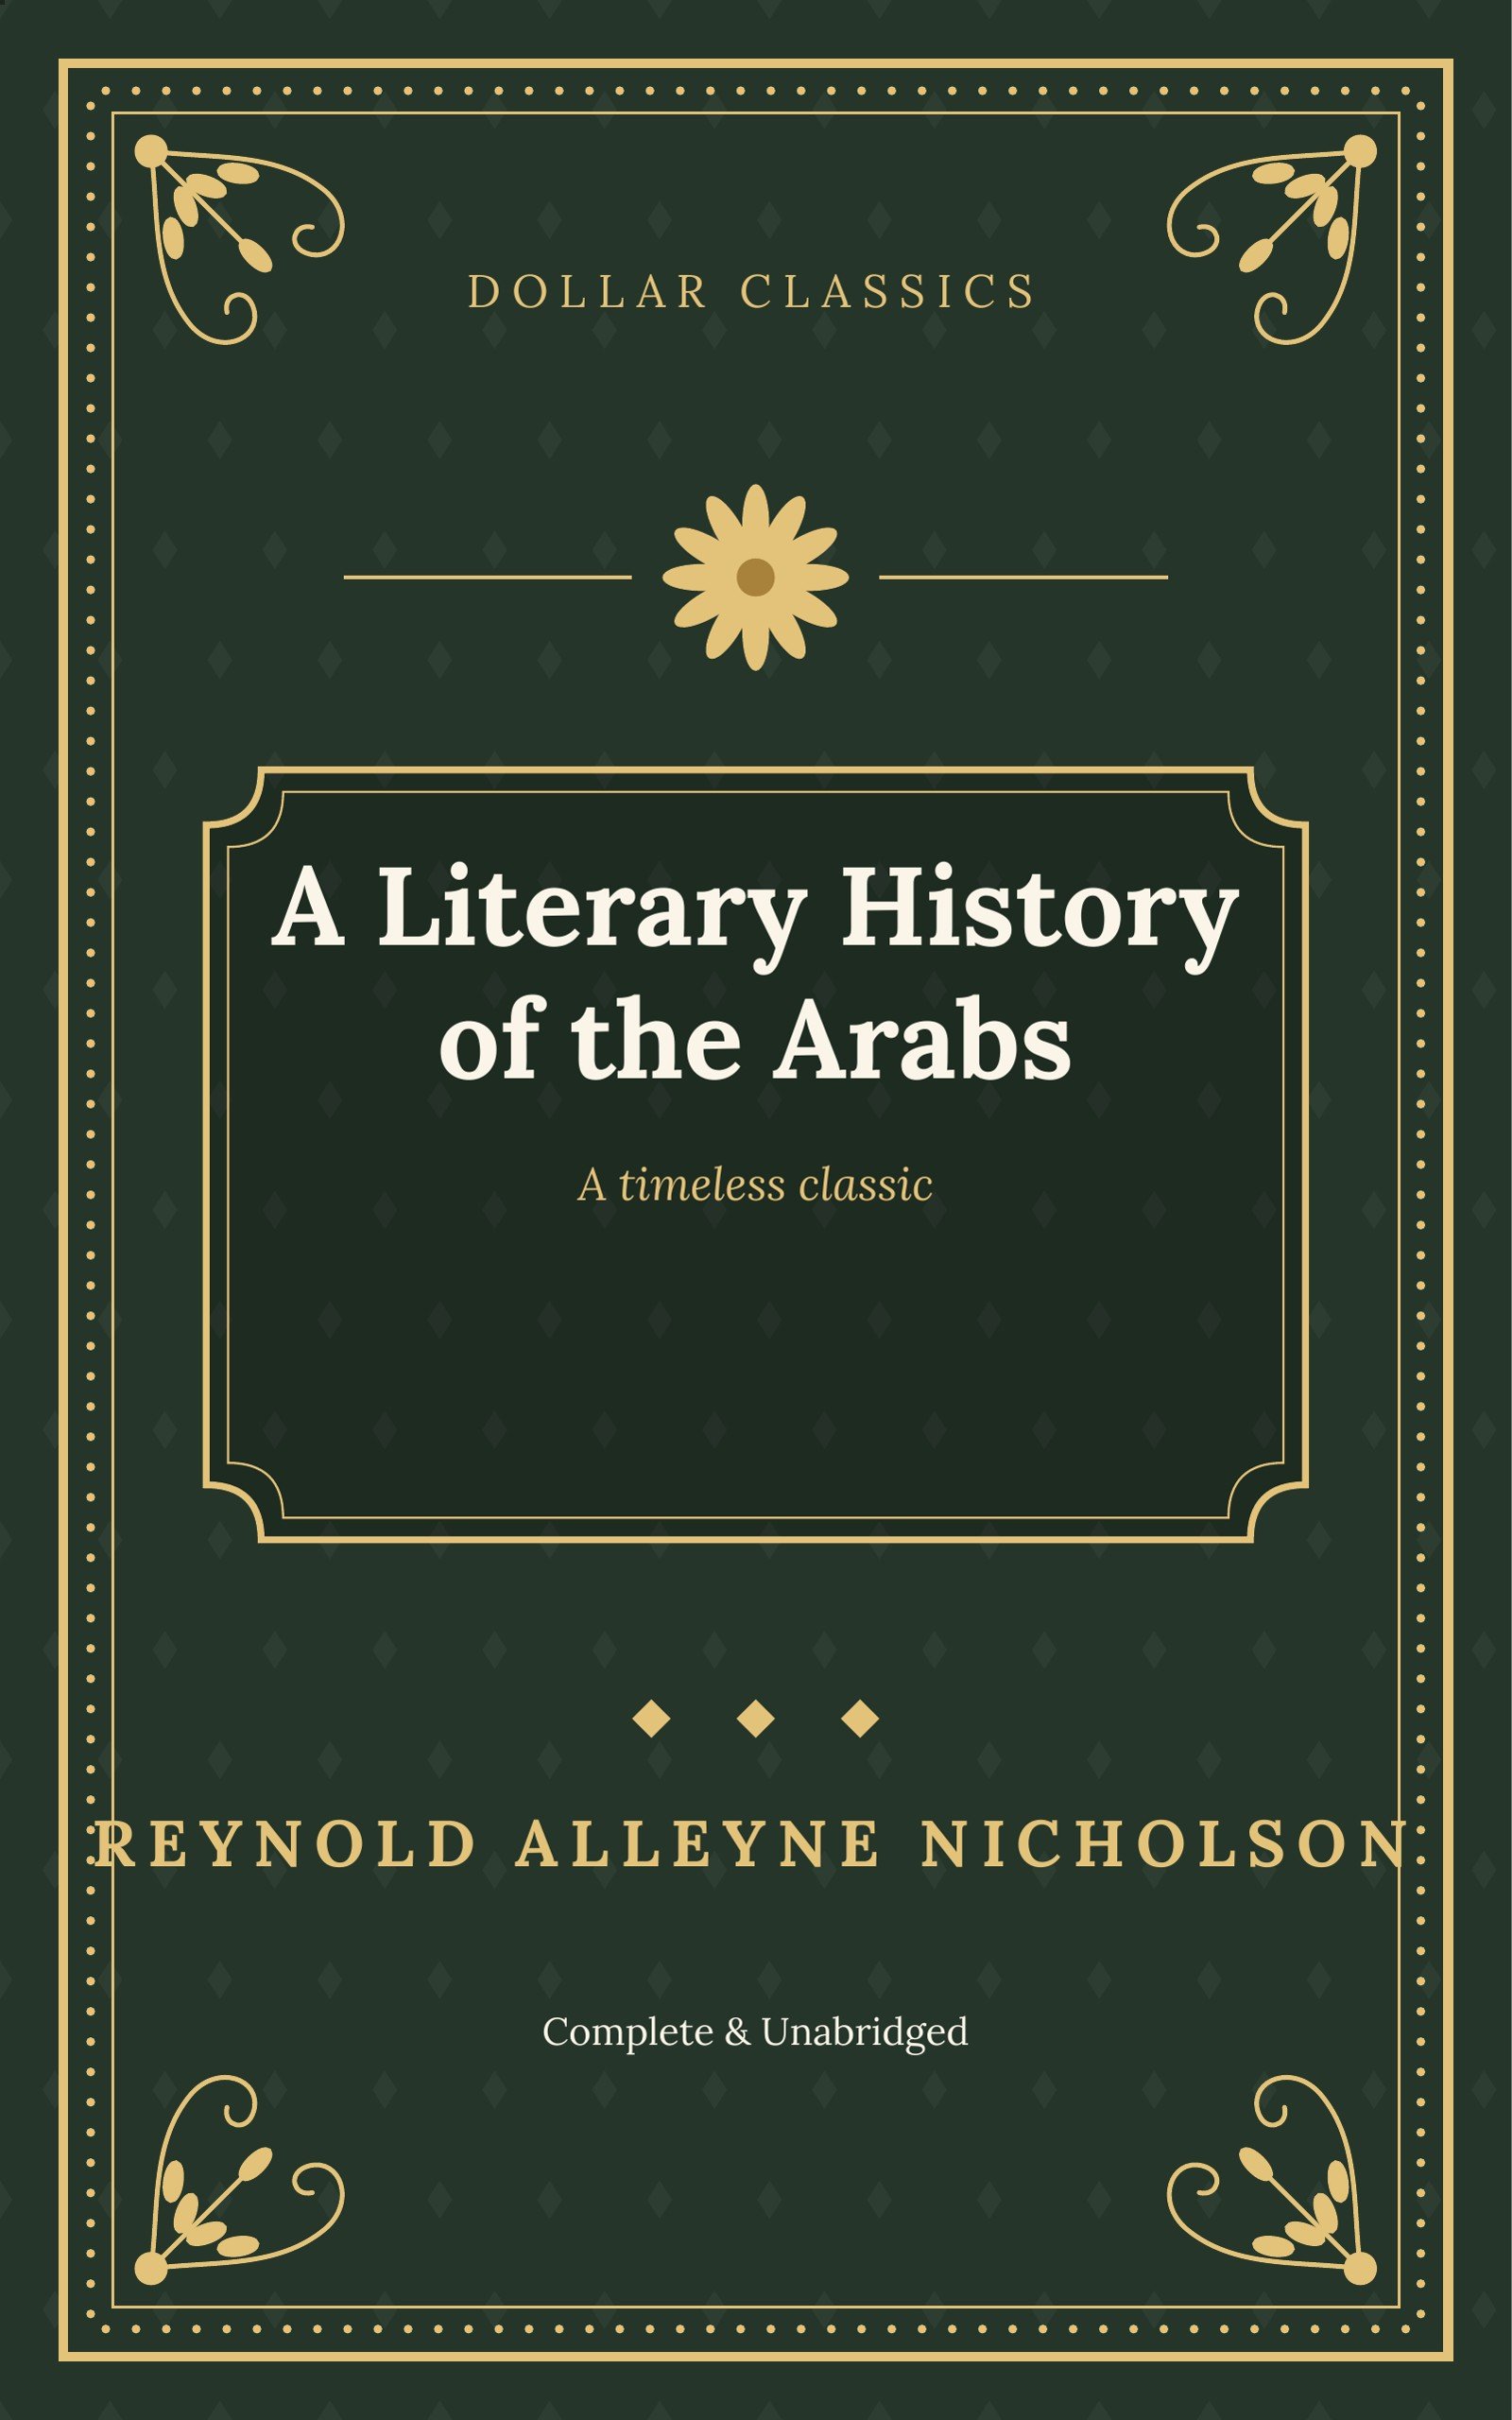 DOLLAR CLASSICS
A Literary History
of the Arabs
A timeless classic
REYNOLD ALLEYNE NICHOLSON
Complete & Unabridged